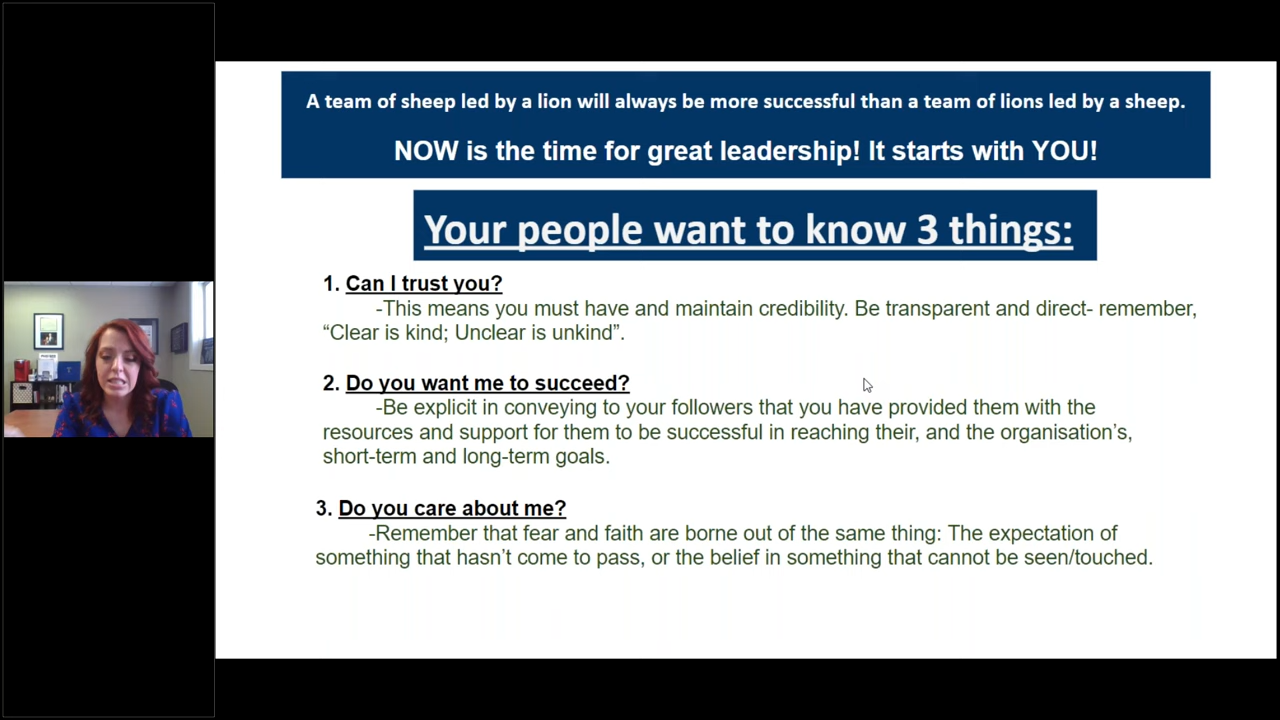 A team of sheep led by a lion will always be more successful than a team of lions led by a sheep.
NOW is the time for great leadership! It starts with YOU!
Your people want to know 3 things:
1. Can I trust you?
-This means you must have and maintain credibility. Be transparent and direct- remember,
“Clear is kind; Unclear is unkind”.
2. Do you want me to succeed?
-Be explicit in conveying to your followers that you have provided them with the
resources and support for them to be successful in reaching their, and the organisation’s,
short-term and long-term goals.
3. Do you care about me?
-Remember that fear and faith are borne out of the same thing: The expectation of
something that hasn’t come to pass, or the belief in something that cannot be seen/touched.